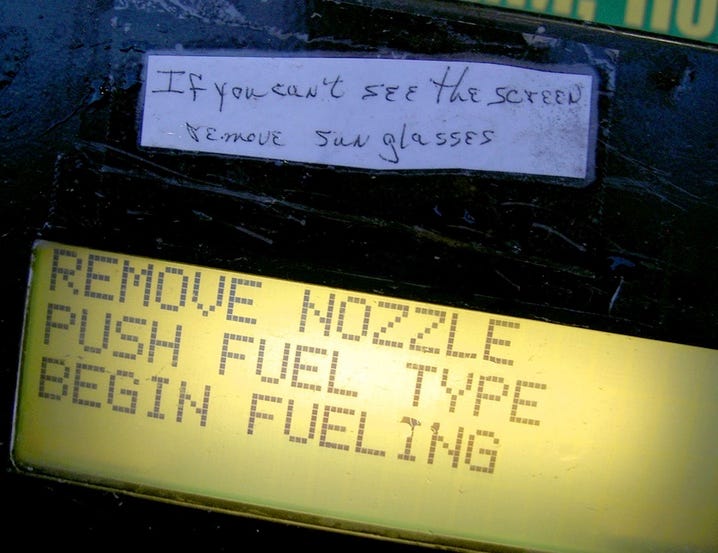 If you can't see the screen
remove sun glasses
REMOVE NOZZLE
PUSH FUEL TYPE
BEGIN FUELING